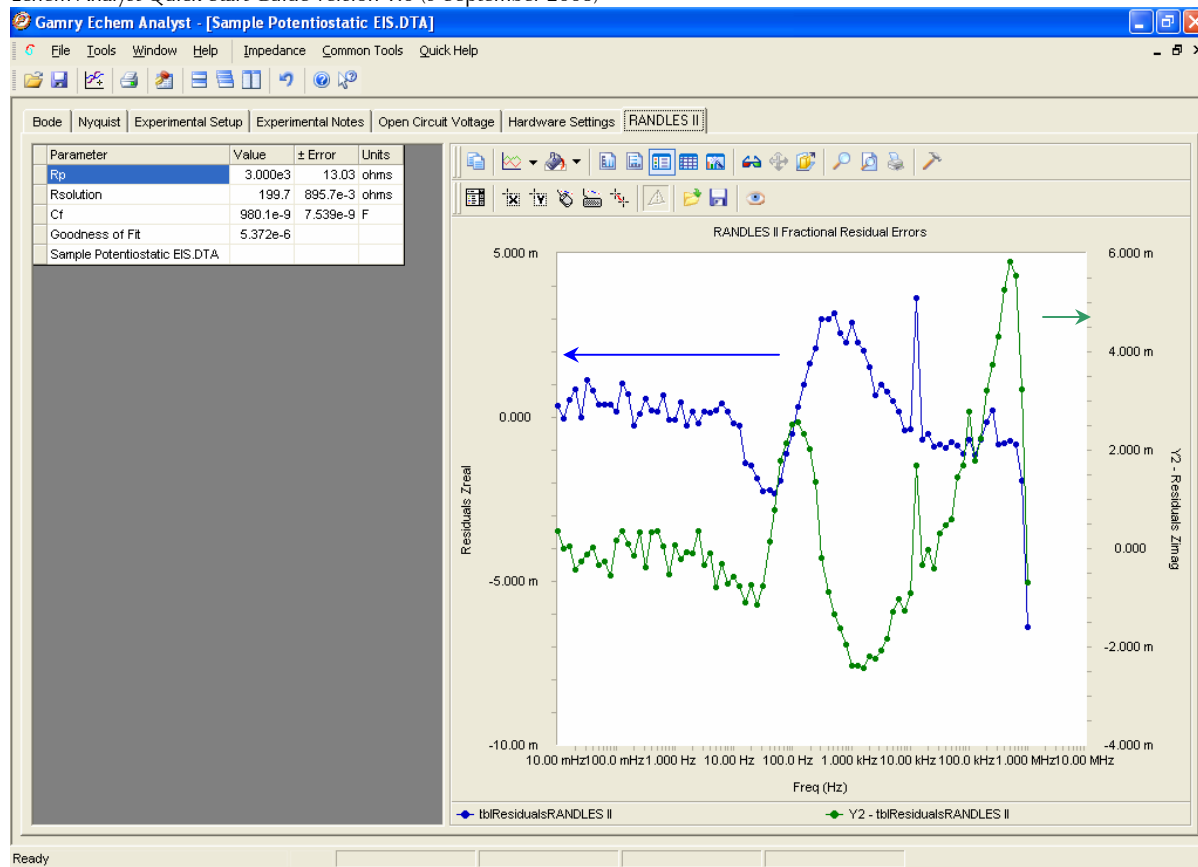 Gamry Echem Analyst - [Sample Potentiostatic EIS.DTA]
File Tools Window Help Impedance Common Tools Quick Help
Bode Nyquist Experimental Setup Experimental Notes Open Circuit Voltage Hardware Settings RANDLES II
Parameter Value ± Error Units
Rp 3.000e3 13.03 ohms
Rsolution 199.7 895.7e-3 ohms
Cf 980.1e-9 7.539e-9 F
Goodness of Fit 5.372e-6
Sample Potentiostatic EIS.DTA
RANDLES II Fractional Residual Errors
5.000 m
0.000
-5.000 m
-10.00 m
Residuals Zreal
6.000 m
4.000 m
2.000 m
0.000
-2.000 m
-4.000 m
Y2 - Residuals Zimag
10.00 mHz 100.0 mHz 1.000 Hz 10.00 Hz 100.0 Hz 1.000 kHz 10.00 kHz 100.0 kHz 1.000 MHz 10.00 MHz
Freq (Hz)
tblResidualsRANDLES II
Y2 - tblResidualsRANDLES II
Ready